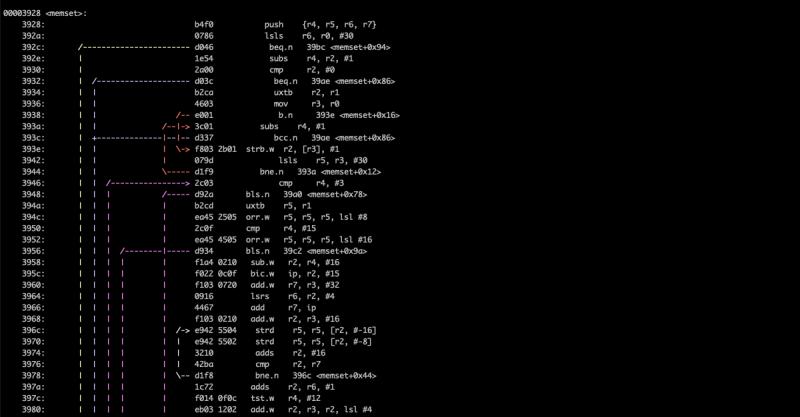 00003928 <memset>:
3928: b4f0 push {r4, r5, r6, r7}
392a: 0786 lsls r6, r0, #30
392c: d046 beq.n 39bc <memset+0x94>
392e: 1e54 subs r4, r2, #1
3930: 2a00 cmp r2, #0
3932: d03c beq.n 39ae <memset+0x86>
3934: b2ca uxtb r2, r1
3936: 4603 mov r3, r0
3938: e001 b.n 393e <memset+0x16>
393a: 3c01 subs r4, #1
393c: d337 bcc.n 39ae <memset+0x86>
393e: f803 2b01 strb.w r2, [r3], #1
3942: 079d lsls r5, r3, #30
3944: d1f9 bne.n 393a <memset+0x12>
3946: 2c03 cmp r4, #3
3948: d92a bls.n 39a0 <memset+0x78>
394a: b2cd uxtb r5, r1
394c: ea45 2505 orr.w r5, r5, r5, lsl #8
3950: 2c0f cmp r4, #15
3952: ea45 4505 orr.w r5, r5, r5, lsl #16
3956: d934 bls.n 39c2 <memset+0x9a>
3958: f1a4 0210 sub.w r2, r4, #16
395c: f022 0c0f bic.w ip, r2, #15
3960: f103 0720 add.w r7, r3, #32
3964: 0916 lsrs r6, r2, #4
3966: 4467 add r7, ip
3968: f103 0210 add.w r2, r3, #16
396c: e942 5504 strd r5, r5, [r2, #-16]
3970: e942 5502 strd r5, r5, [r2, #-8]
3974: 3210 adds r2, #16
3976: 42ba cmp r2, r7
3978: d1f8 bne.n 396c <memset+0x44>
397a: 1c72 adds r2, r6, #1
397c: f014 0f0c tst.w r4, #12
3980: eb03 1202 add.w r2, r3, r2, lsl #4